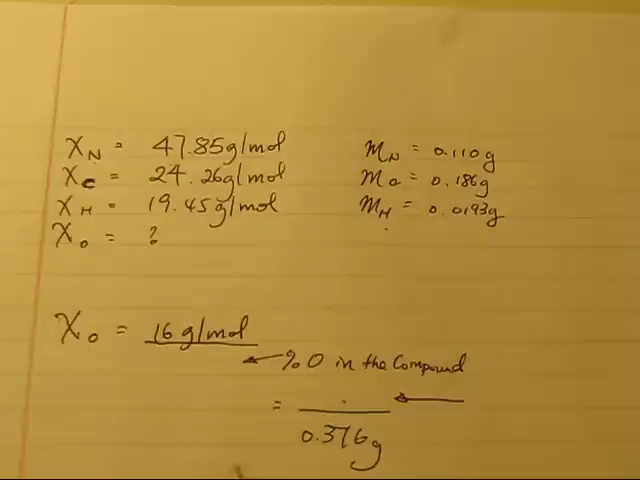 X_N = 47.85g/mol
X_C = 24.26g/mol
X_H = 19.45g/mol
X_O = ?
m_N = 0.110g
m_C = 0.186g
m_H = 0.0193g
X_O = 16 g/mol
% O in the Compound
= .
0.376g